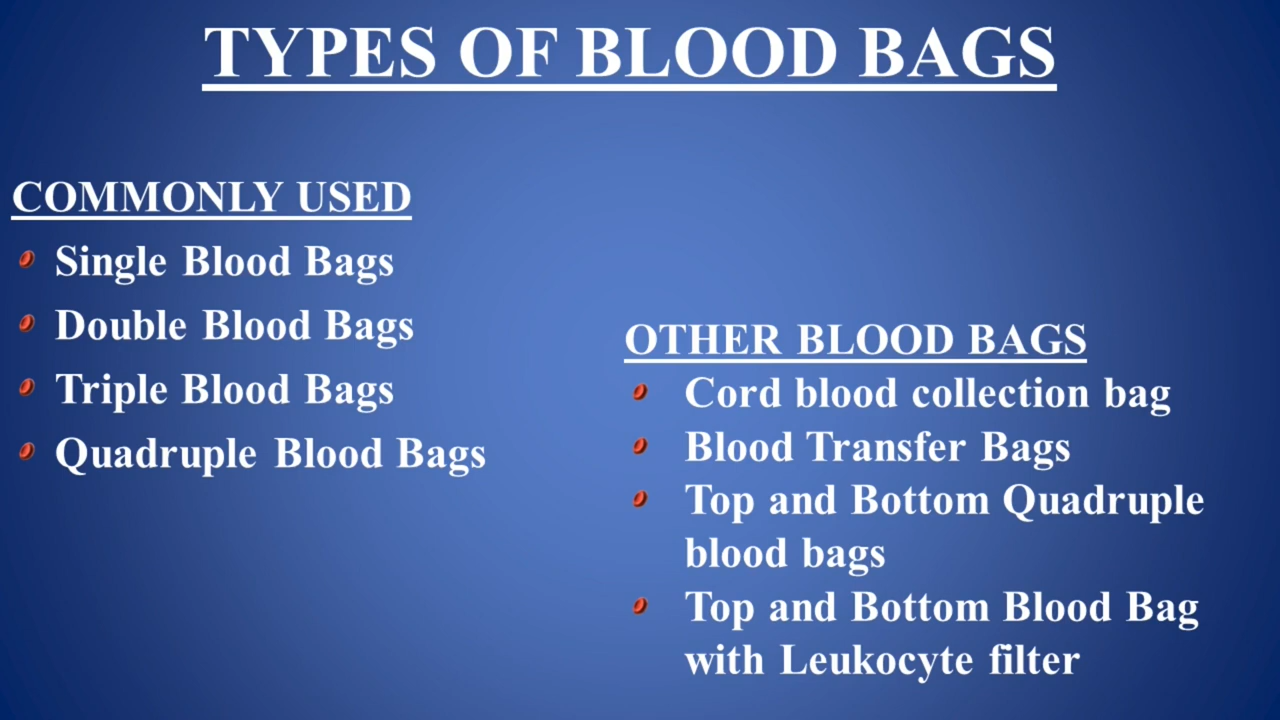 TYPES OF BLOOD BAGS
COMMONLY USED
Single Blood Bags
Double Blood Bags
Triple Blood Bags
Quadruple Blood Bags
OTHER BLOOD BAGS
Cord blood collection bag
Blood Transfer Bags
Top and Bottom Quadruple
blood bags
Top and Bottom Blood Bag
with Leukocyte filter